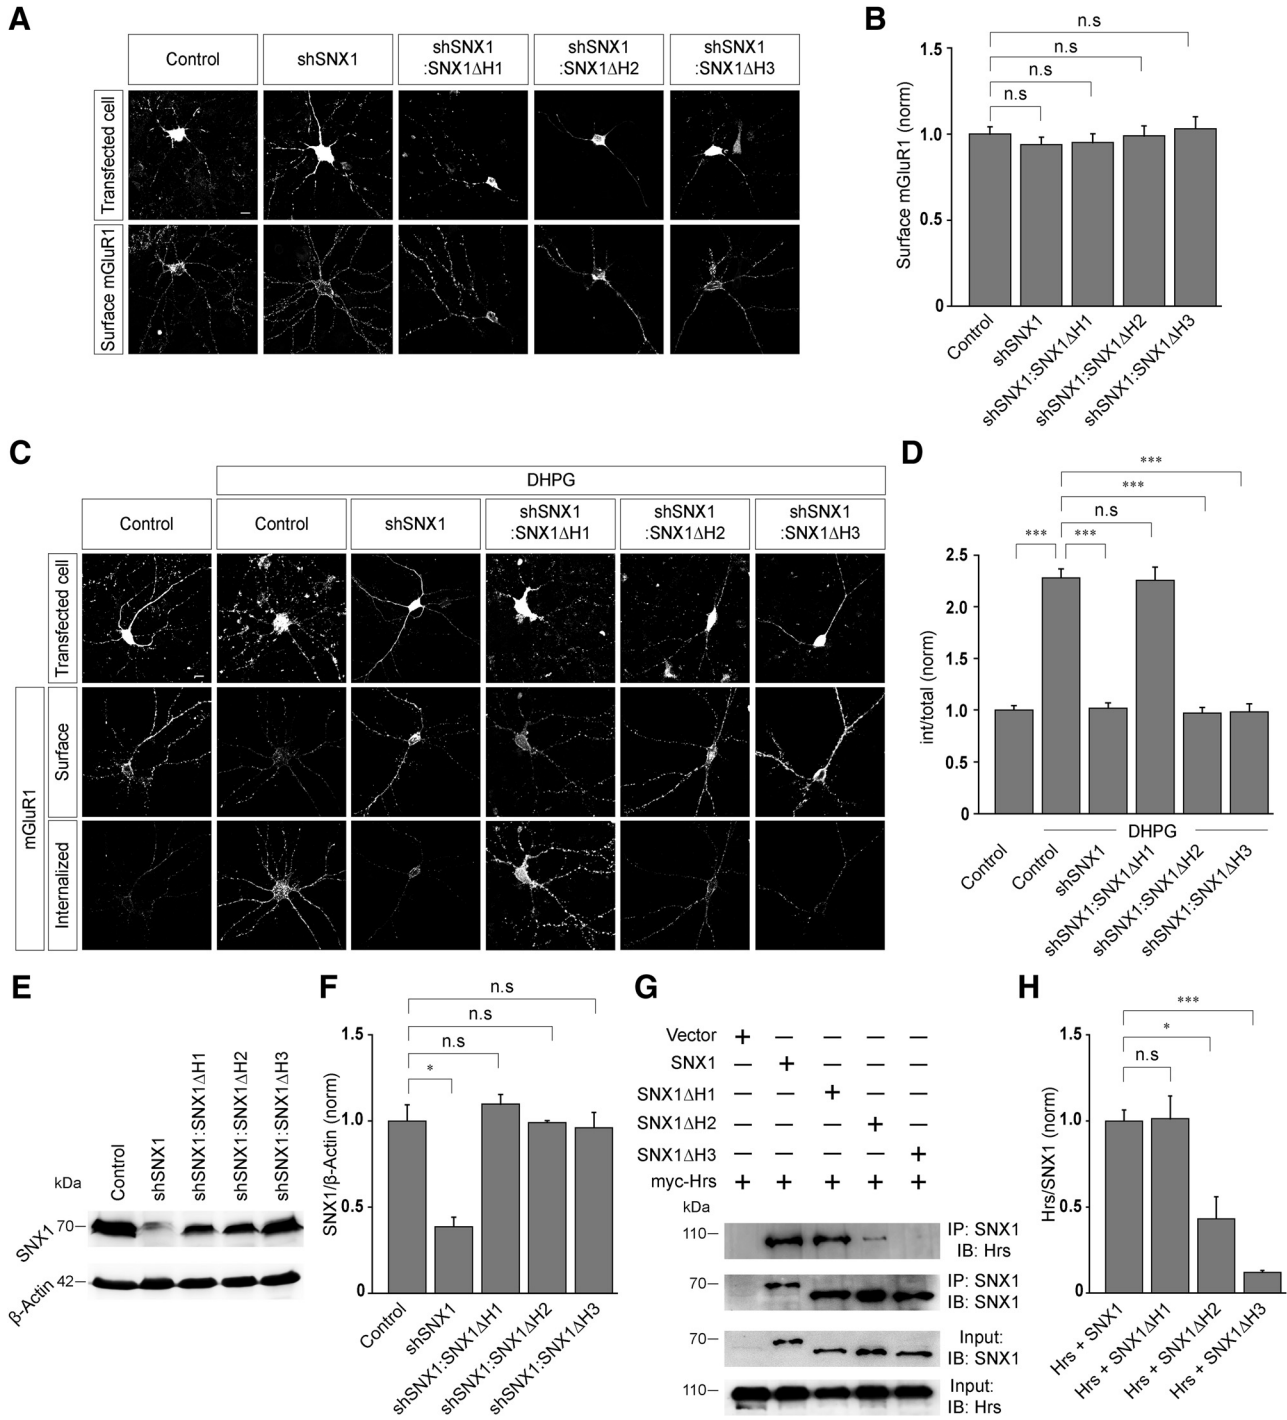 A
Control
shSNX1
shSNX1
:SNX1ΔH1
shSNX1
:SNX1ΔH2
shSNX1
:SNX1ΔH3
Transfected cell
Surface mGluR1
B
n.s
n.s
n.s
n.s
Surface mGluR1 (norm)
1.5
1.0
0.5
0
Control
shSNX1
shSNX1:SNX1ΔH1
shSNX1:SNX1ΔH2
shSNX1:SNX1ΔH3
C
DHPG
Control
Control
shSNX1
shSNX1
:SNX1ΔH1
shSNX1
:SNX1ΔH2
shSNX1
:SNX1ΔH3
Transfected cell
mGluR1
Surface
Internalized
D
***
***
n.s
***
***
int/total (norm)
2.5
2.0
1.5
1.0
0.5
0
DHPG
Control
Control
shSNX1
shSNX1:SNX1ΔH1
shSNX1:SNX1ΔH2
shSNX1:SNX1ΔH3
E
kDa
Control
shSNX1
shSNX1:SNX1ΔH1
shSNX1:SNX1ΔH2
shSNX1:SNX1ΔH3
SNX1
70–
β-Actin
42–
F
n.s
n.s
n.s
*
SNX1/β-Actin (norm)
1.5
1.0
0.5
0
Control
shSNX1
shSNX1:SNX1ΔH1
shSNX1:SNX1ΔH2
shSNX1:SNX1ΔH3
G
Vector + – – – –
SNX1 – + – – –
SNX1ΔH1 – – + – –
SNX1ΔH2 – – – + –
SNX1ΔH3 – – – – +
myc-Hrs + + + + +
kDa
110–
IP: SNX1
IB: Hrs
70–
IP: SNX1
IB: SNX1
70–
Input:
IB: SNX1
110–
Input:
IB: Hrs
H
***
*
n.s
Hrs/SNX1 (norm)
1.5
1.0
0.5
0
Hrs + SNX1
Hrs + SNX1ΔH1
Hrs + SNX1ΔH2
Hrs + SNX1ΔH3